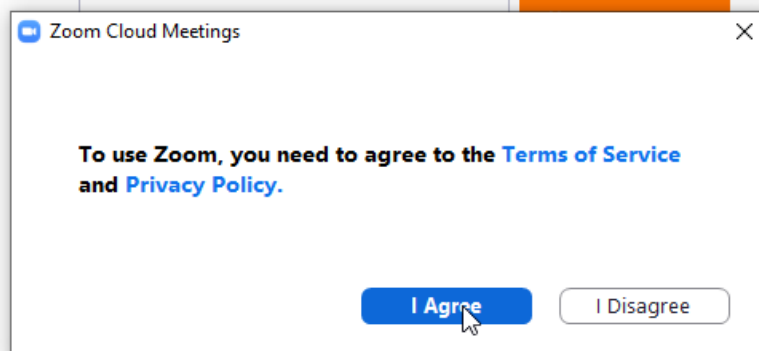 Zoom Cloud Meetings
To use Zoom, you need to agree to the Terms of Service
and Privacy Policy.
I Agree
I Disagree